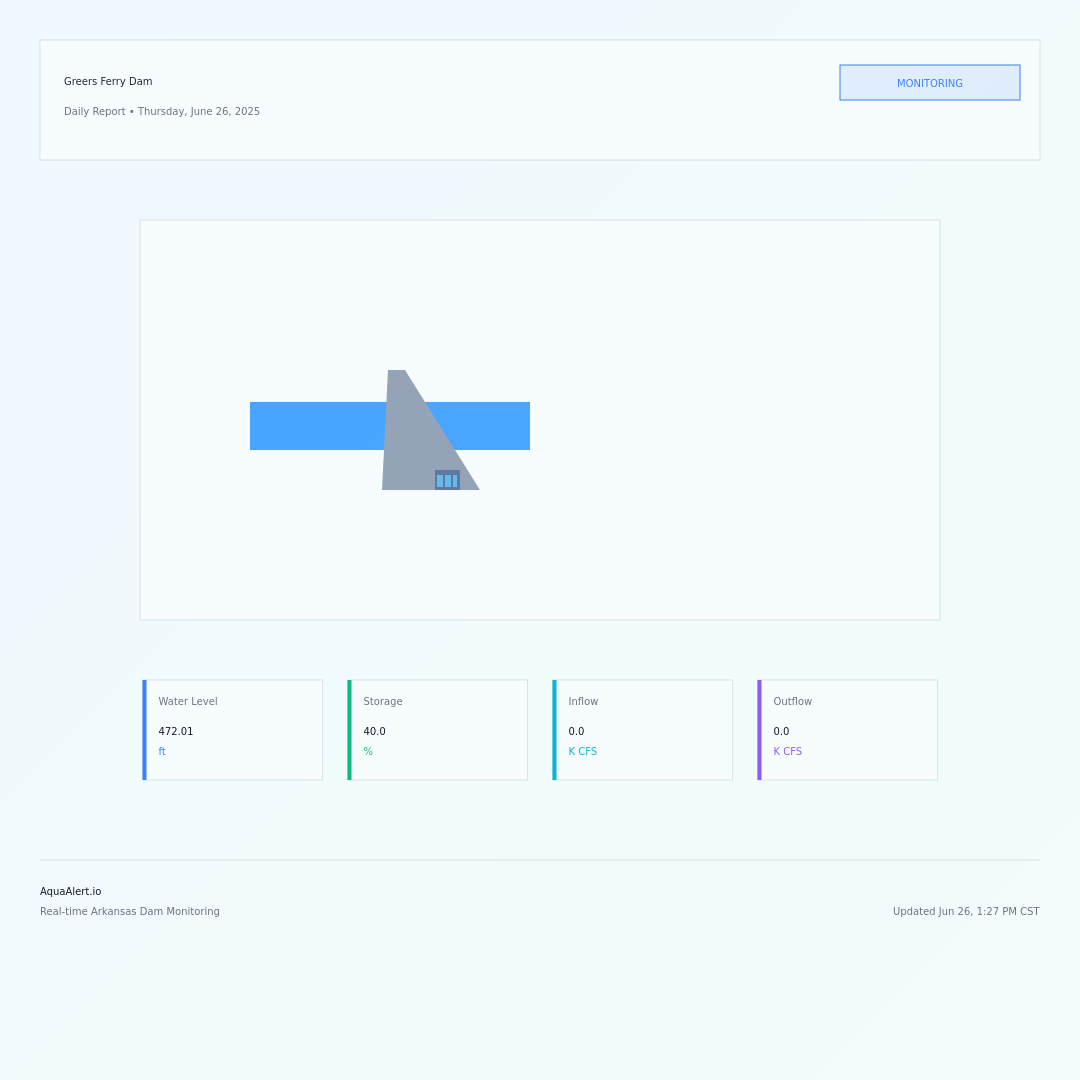 Greers Ferry Dam
MONITORING
Daily Report • Thursday, June 26, 2025
Water Level
472.01
ft
Storage
40.0
%
Inflow
0.0
K CFS
Outflow
0.0
K CFS
AquaAlert.io
Real-time Arkansas Dam Monitoring
Updated Jun 26, 1:27 PM CST